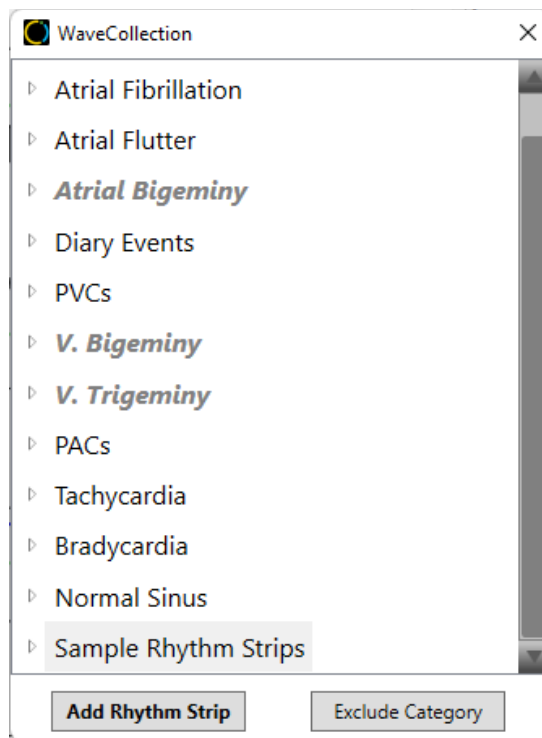 WaveCollection
Atrial Fibrillation
Atrial Flutter
Atrial Bigeminy
Diary Events
PVCs
V. Bigeminy
V. Trigeminy
PACs
Tachycardia
Bradycardia
Normal Sinus
Sample Rhythm Strips
Add Rhythm Strip Exclude Category